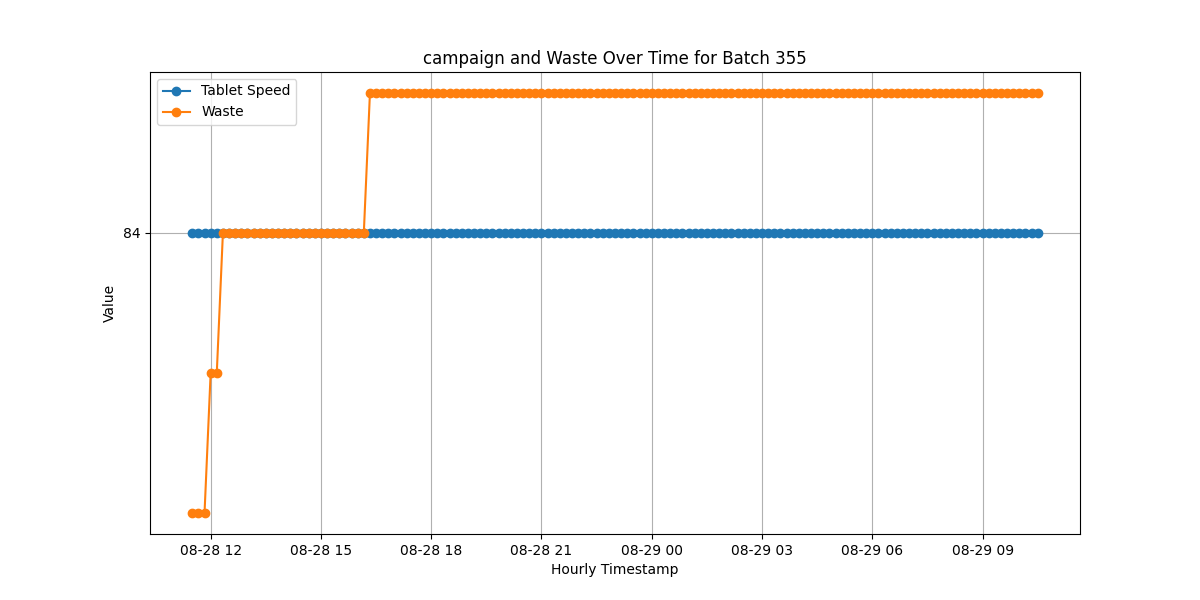 campaign and Waste Over Time for Batch 355
Tablet Speed
Waste
84
Value
08-28 12
08-28 15
08-28 18
08-28 21
08-29 00
08-29 03
08-29 06
08-29 09
Hourly Timestamp